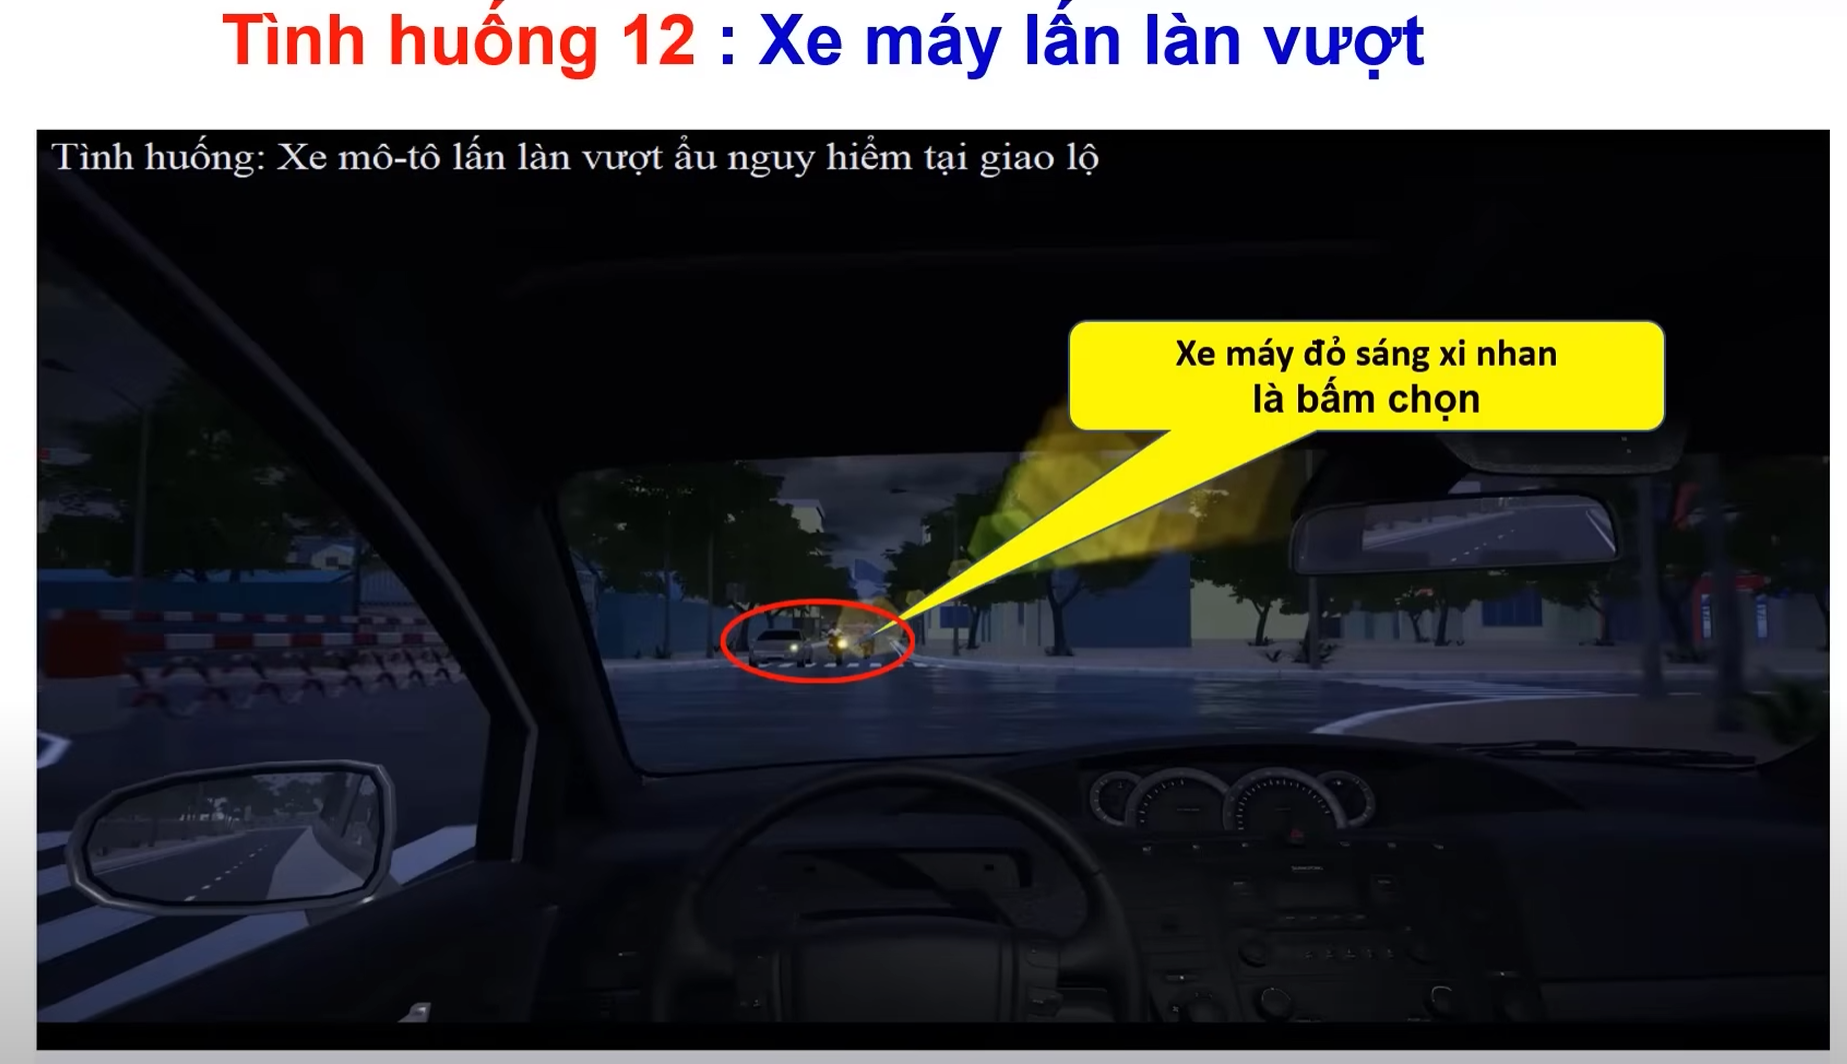 Tình huống 12 : Xe máy lấn làn vượt
Tình huống: Xe mô-tô lấn làn vượt ẩu nguy hiểm tại giao lộ
Xe máy đỏ sáng xi nhan
là bấm chọn